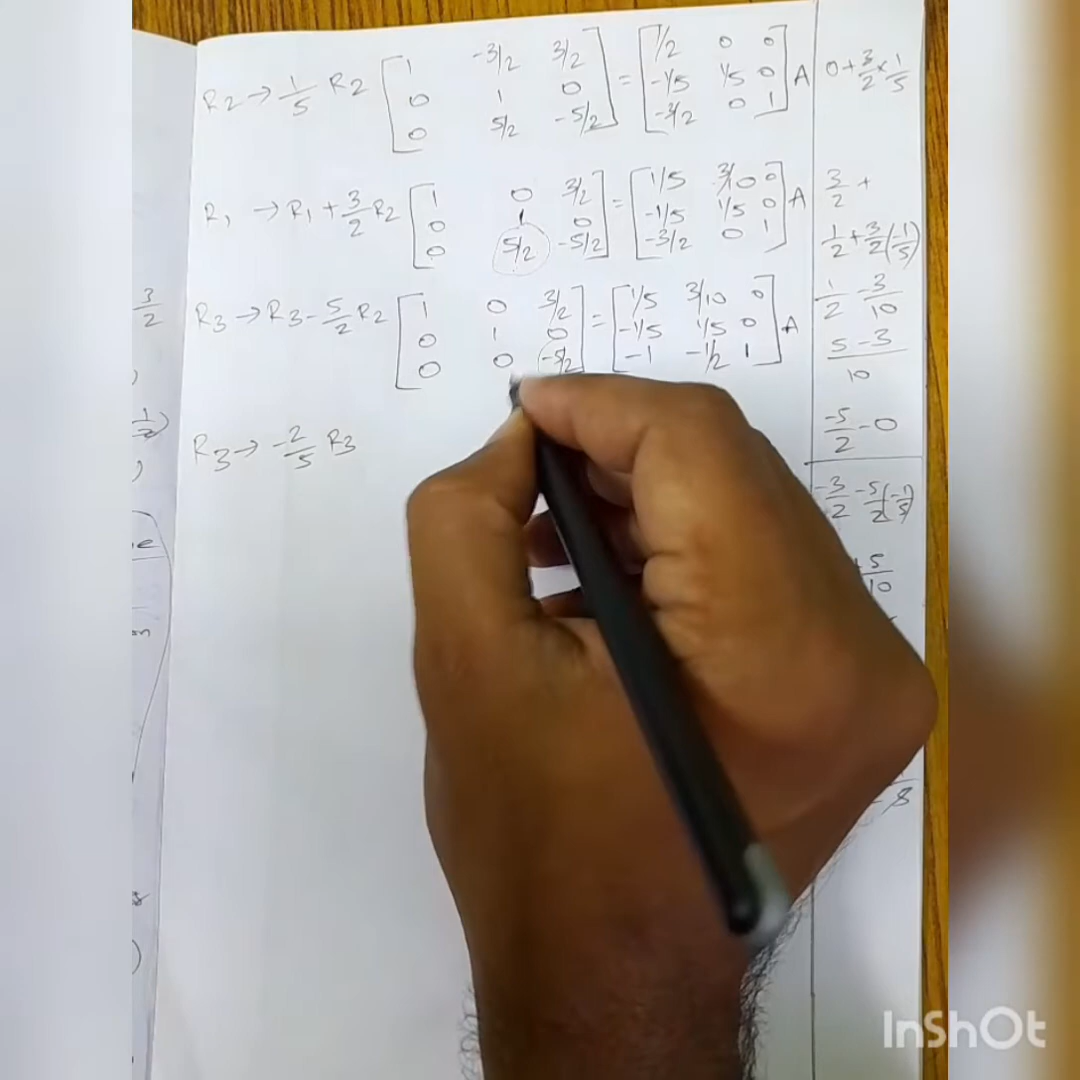 R2 → 1/5 R2 [1 -3/2 3/2 = [1/2 0 0
0 1 0 -1/5 1/5 0 A
0 5/2 -5/2] -3/2 0 1]
R1 → R1 + 3/2 R2 [1 0 3/2 = [1/5 3/10 0
0 1 0 -1/5 1/5 0 A
0 5/2 -5/2] -3/2 0 1]
R3 → R3 - 5/2 R2 [1 0 3/2 = [1/5 3/10 0
0 1 0 -1/5 1/5 0 A
0 0 -5/2] -1 -1/2 1]
R3 → -2/5 R3
0 + 3/2 × 1/5
3/2 +
1/2 + 3/2 (-1/5)
1/2 - 3/10
5 - 3
10
-5/2 - 0
-3/2 - 5/2 (-1/5)
+ 5/10
3/2
InShOt